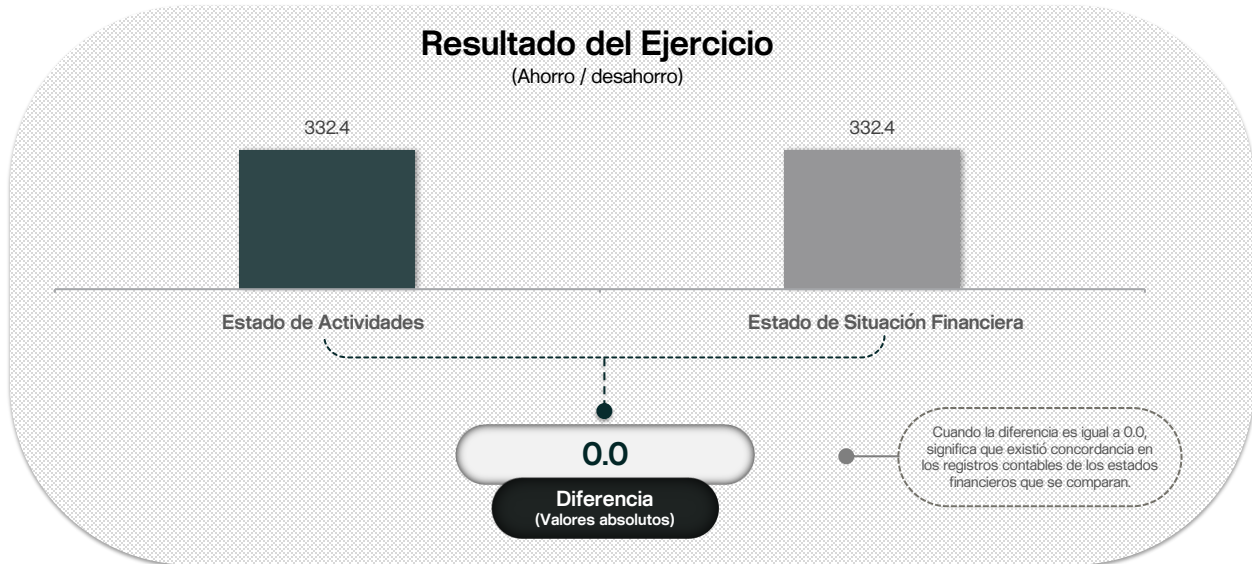 Resultado del Ejercicio
(Ahorro / desahorro)
332.4
332.4
Estado de Actividades
Estado de Situación Financiera
0.0
Diferencia
(Valores absolutos)
Cuando la diferencia es igual a 0.0,
significa que existió concordancia en
los registros contables de los estados
financieros que se comparan.